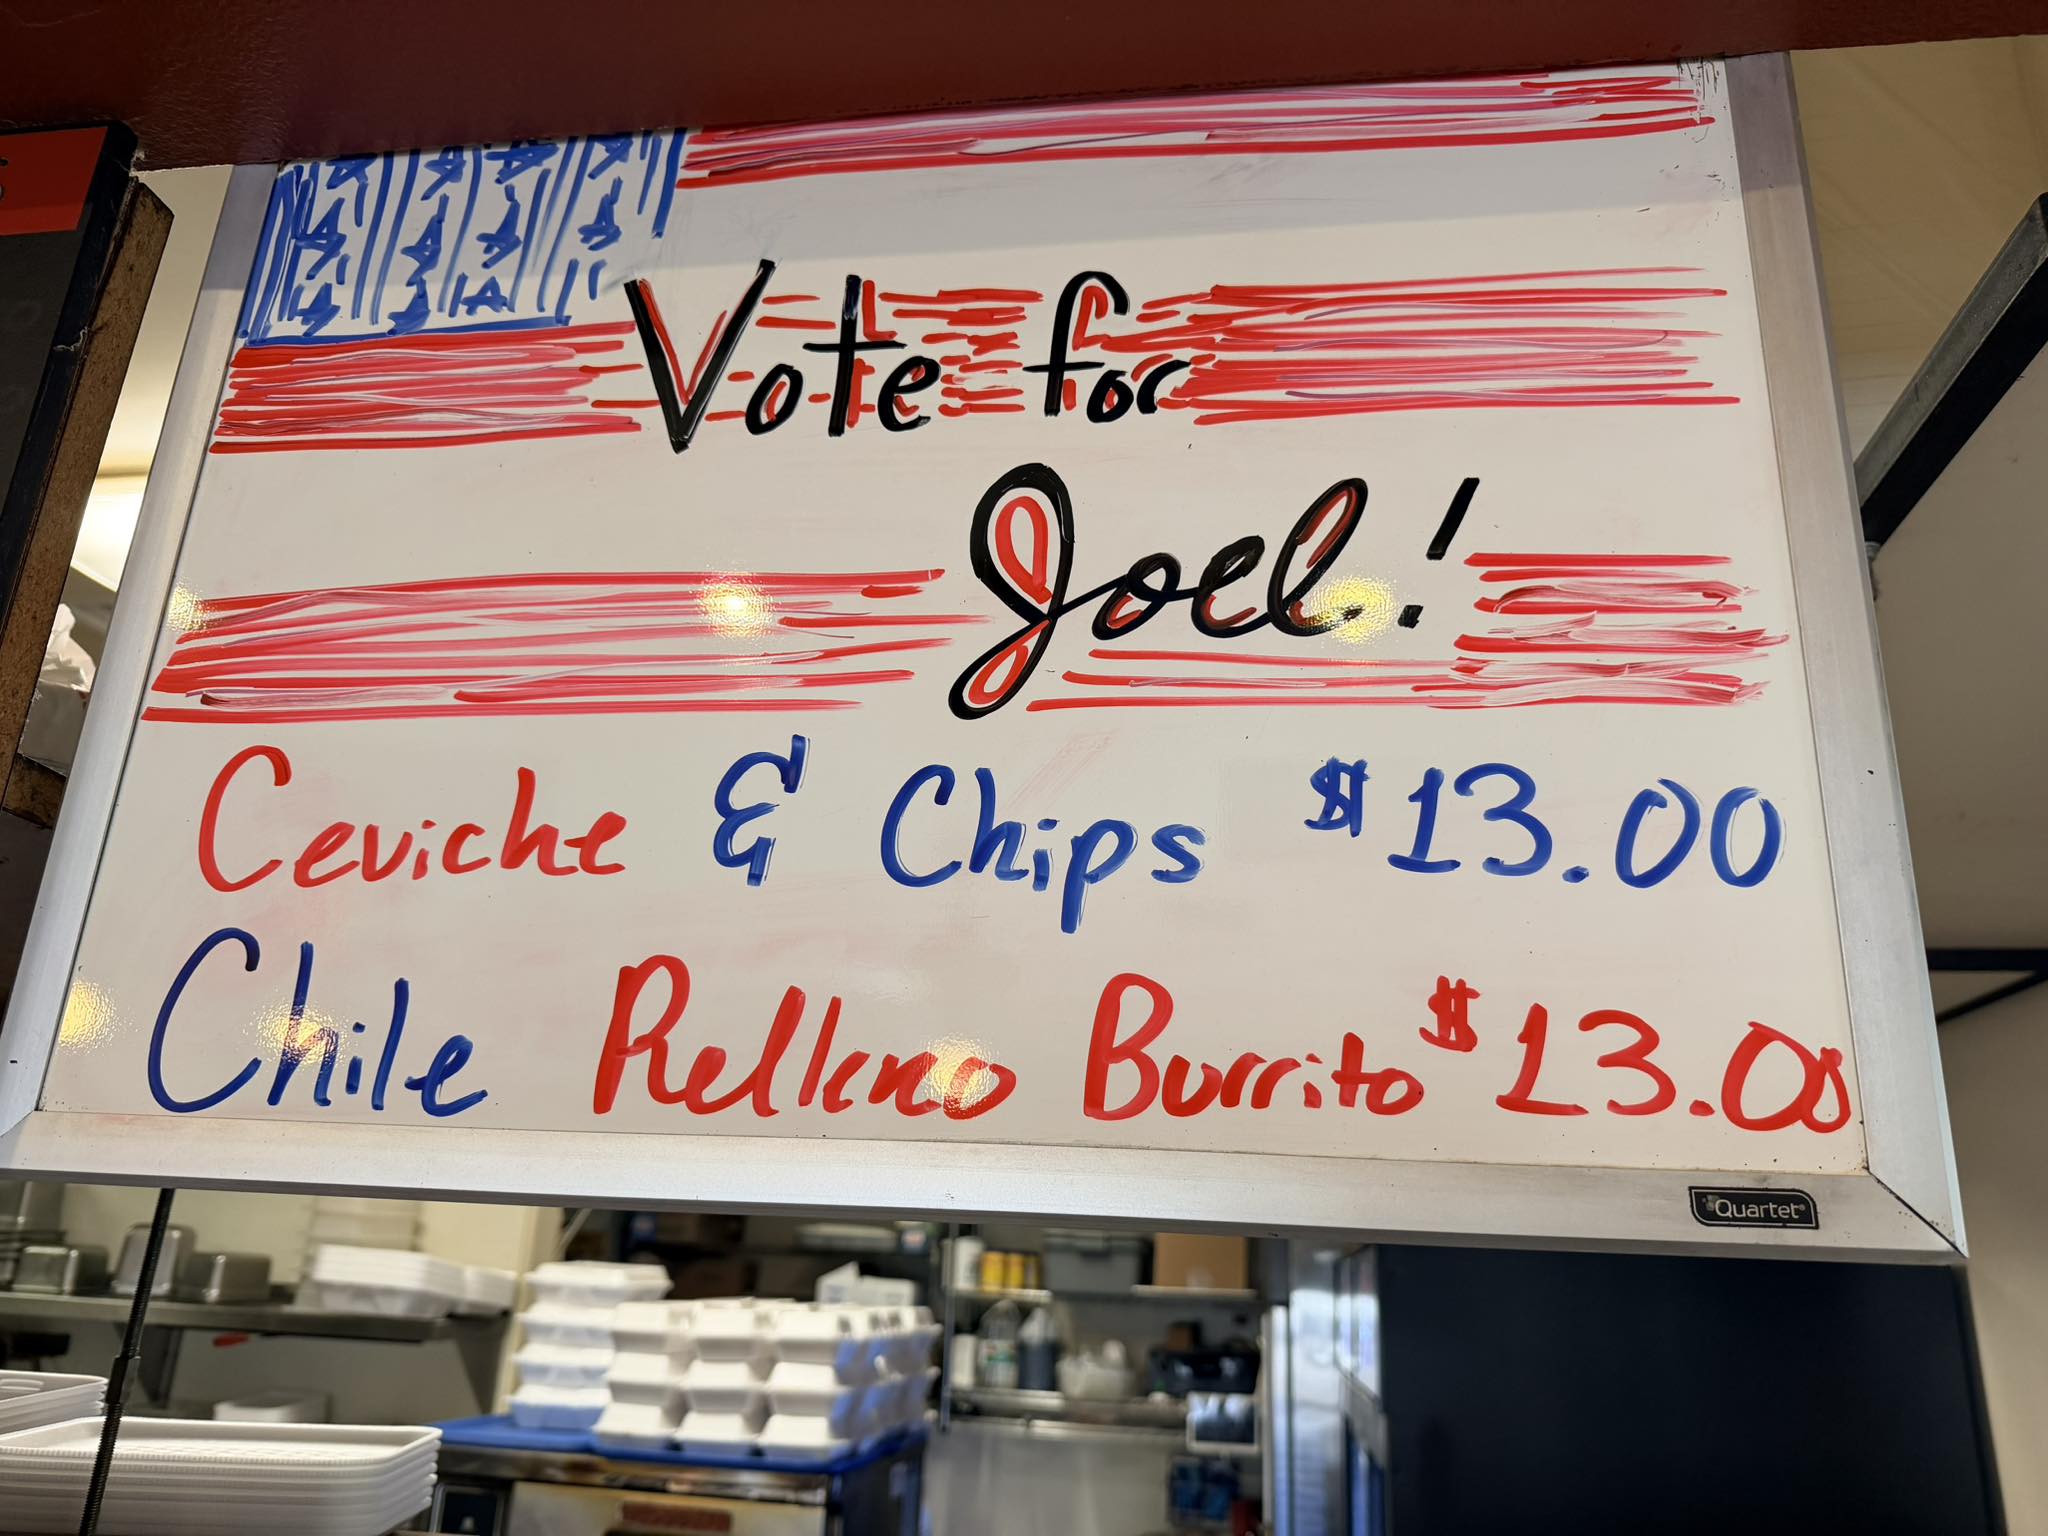 Vote for
Joel!
Ceviche & Chips $13.00
Chile Relleno Burrito $13.00
Quartet